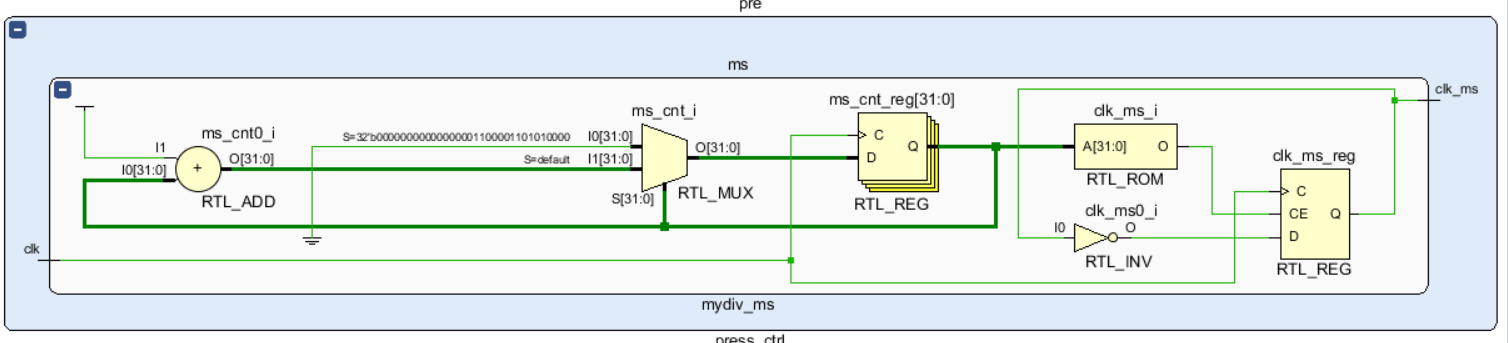 pre
ms
clk_ms
ms_cnt0_i
I1
I0[31:0]
+
O[31:0]
RTL_ADD
S=32'b00000000000000001100001101010000
S=default
ms_cnt_i
I0[31:0]
I1[31:0]
S[31:0]
O[31:0]
RTL_MUX
ms_cnt_reg[31:0]
C
D
Q
RTL_REG
clk_ms_i
A[31:0]
O
RTL_ROM
clk_ms0_i
I0
O
RTL_INV
clk_ms_reg
C
CE
D
Q
RTL_REG
clk
mydiv_ms
press_ctrl